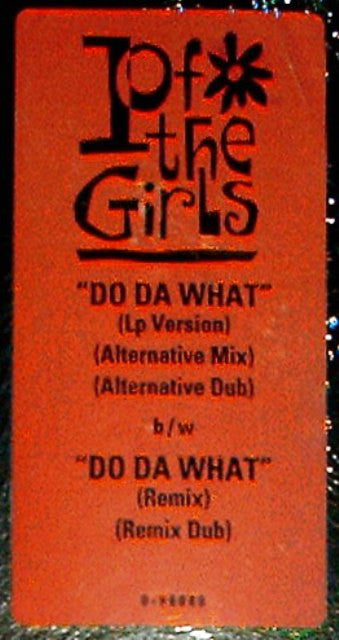 1 of
the
GirLs
"DO DA WHAT"
(Lp Version)
(Alternative Mix)
(Alternative Dub)
b/w
"DO DA WHAT"
(Remix)
(Remix Dub)